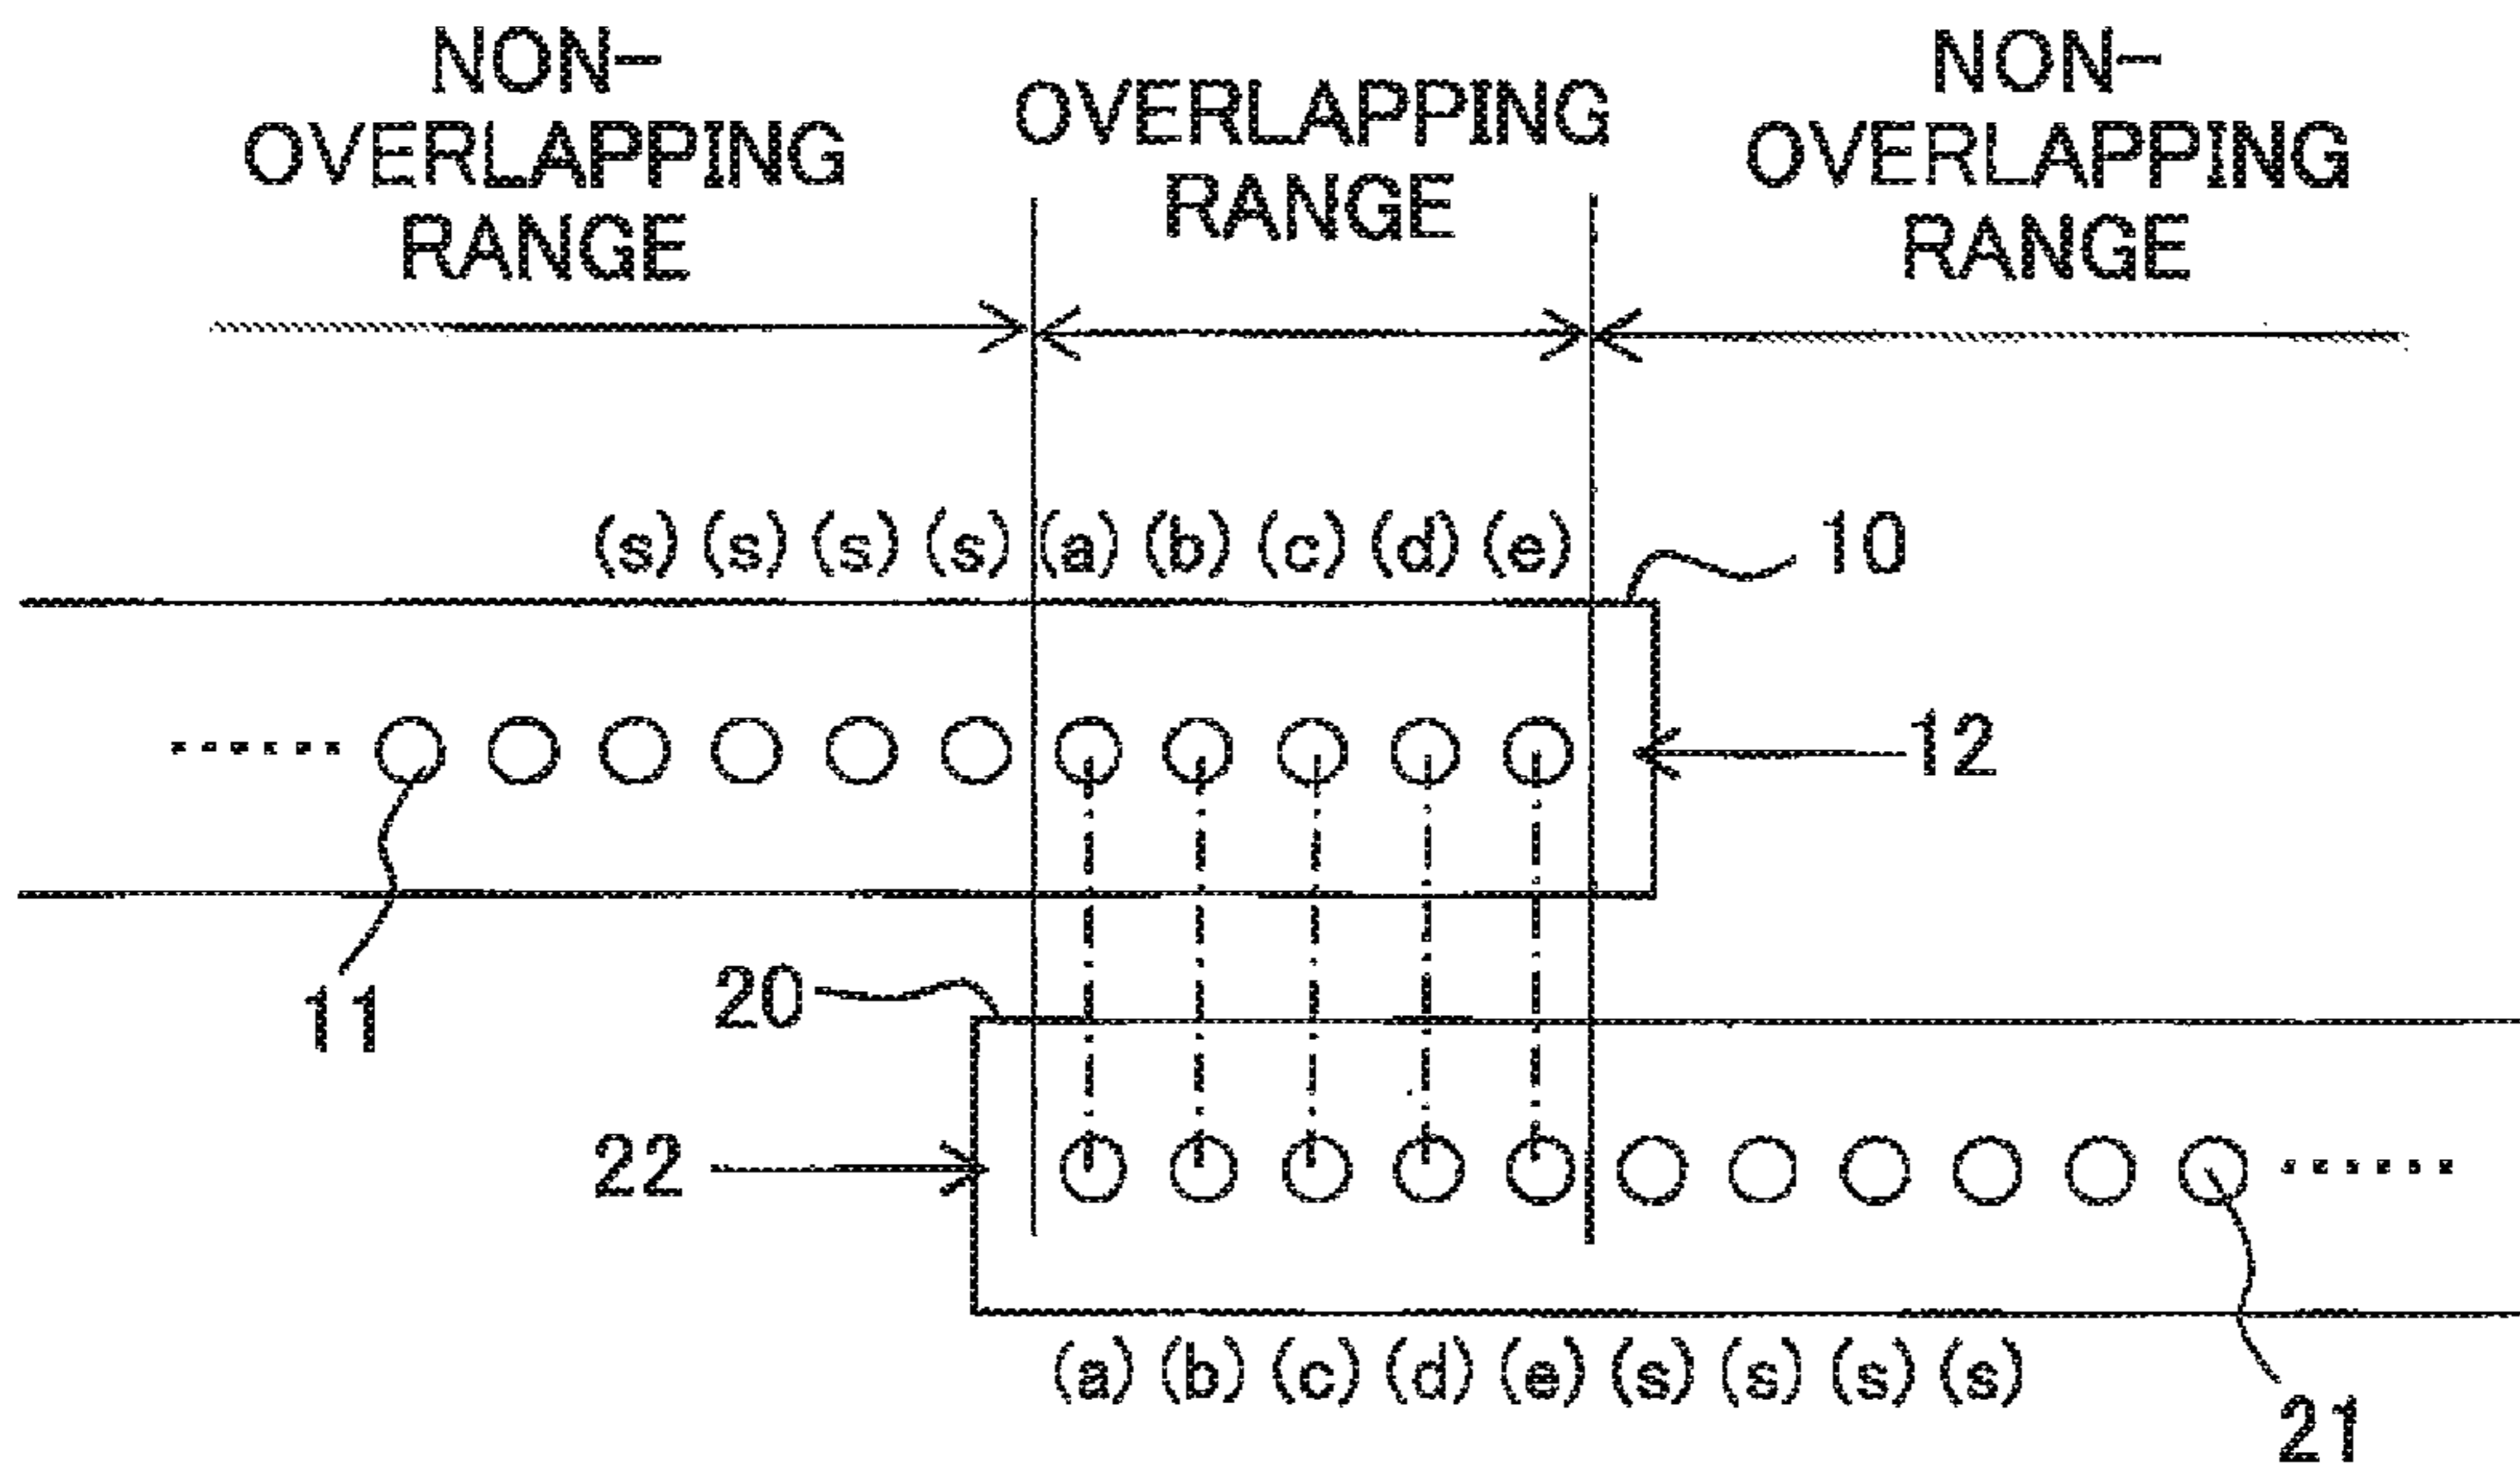 NON-
OVERLAPPING
RANGE
OVERLAPPING
RANGE
NON-
OVERLAPPING
RANGE
(s) (s) (s) (s) (a) (b) (c) (d) (e)
10
12
11
20
22
(a) (b) (c) (d) (e) (s) (s) (s) (s)
21